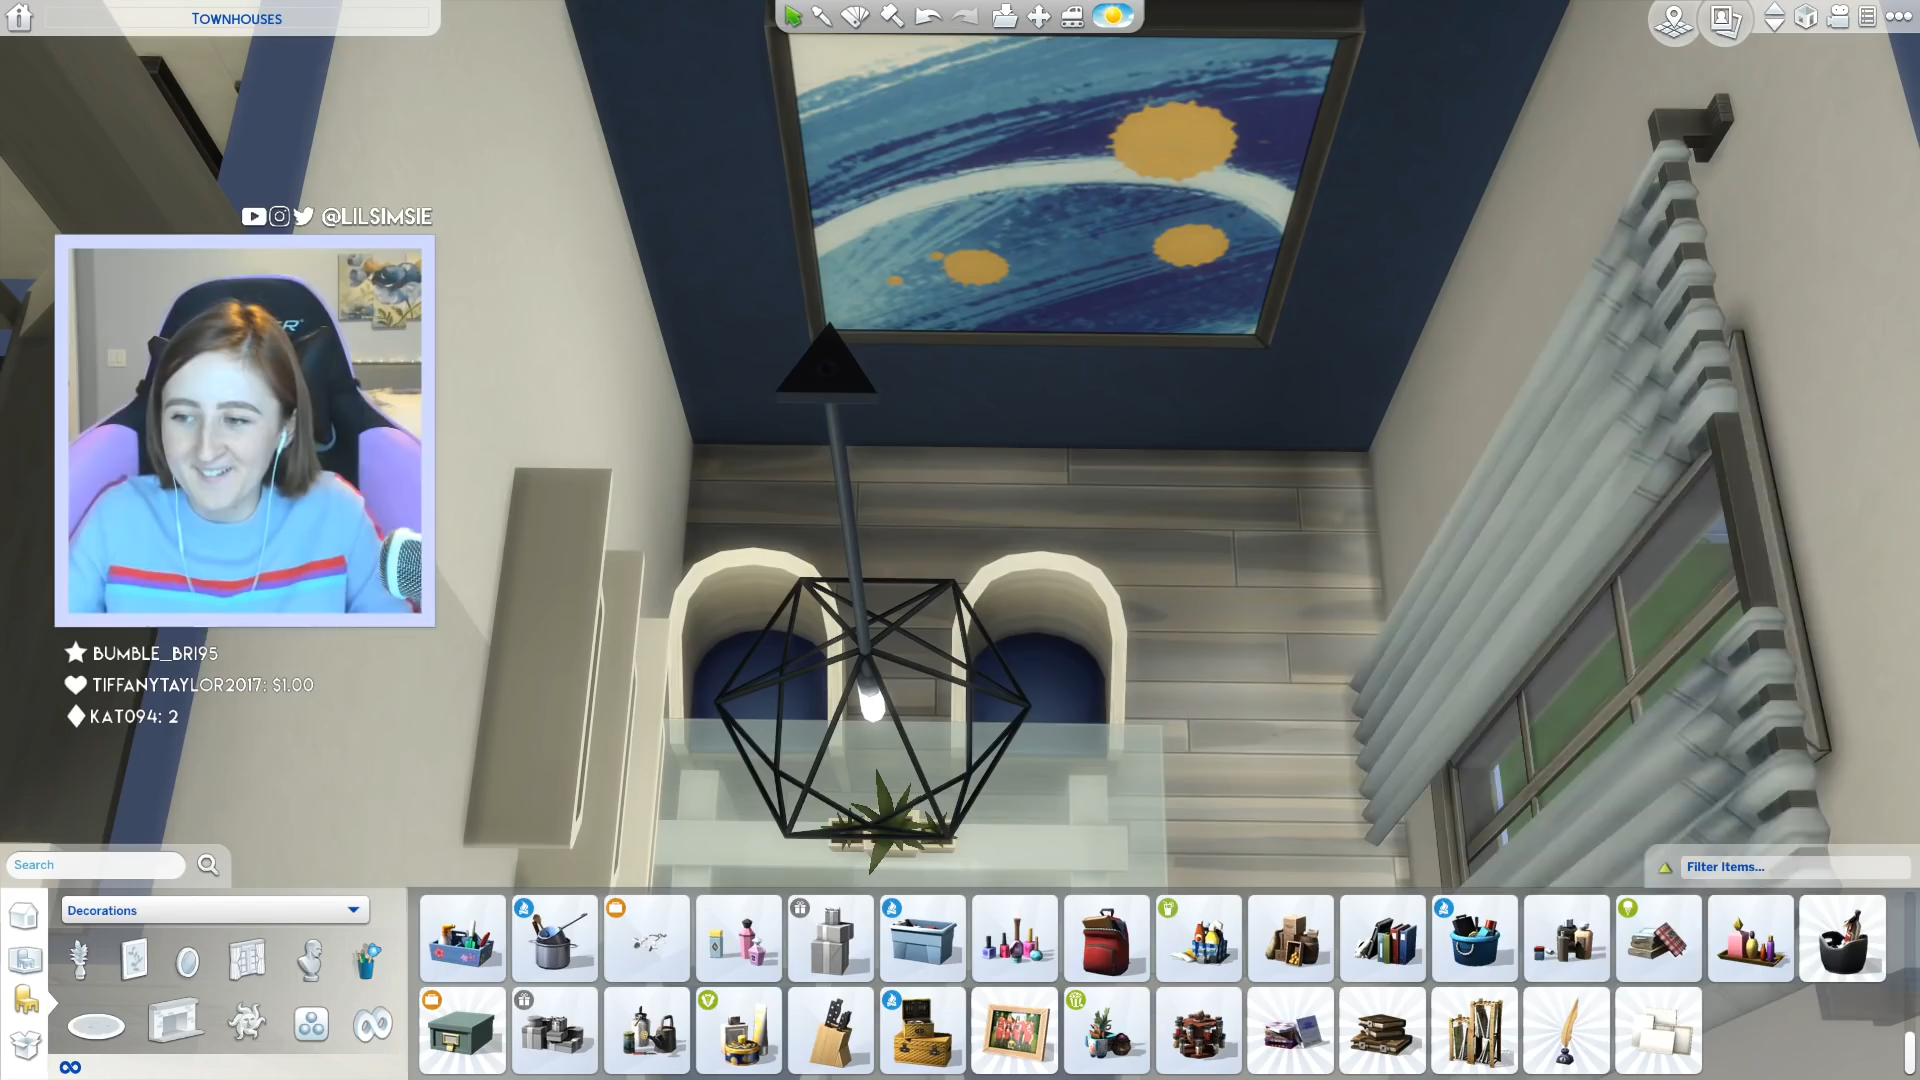 Townhouses
@LILSIMSIE
BUMBLE_BRI95
TIFFANYTAYLOR2017: $1.00
KAT094: 2
Search
Filter Items...
Decorations